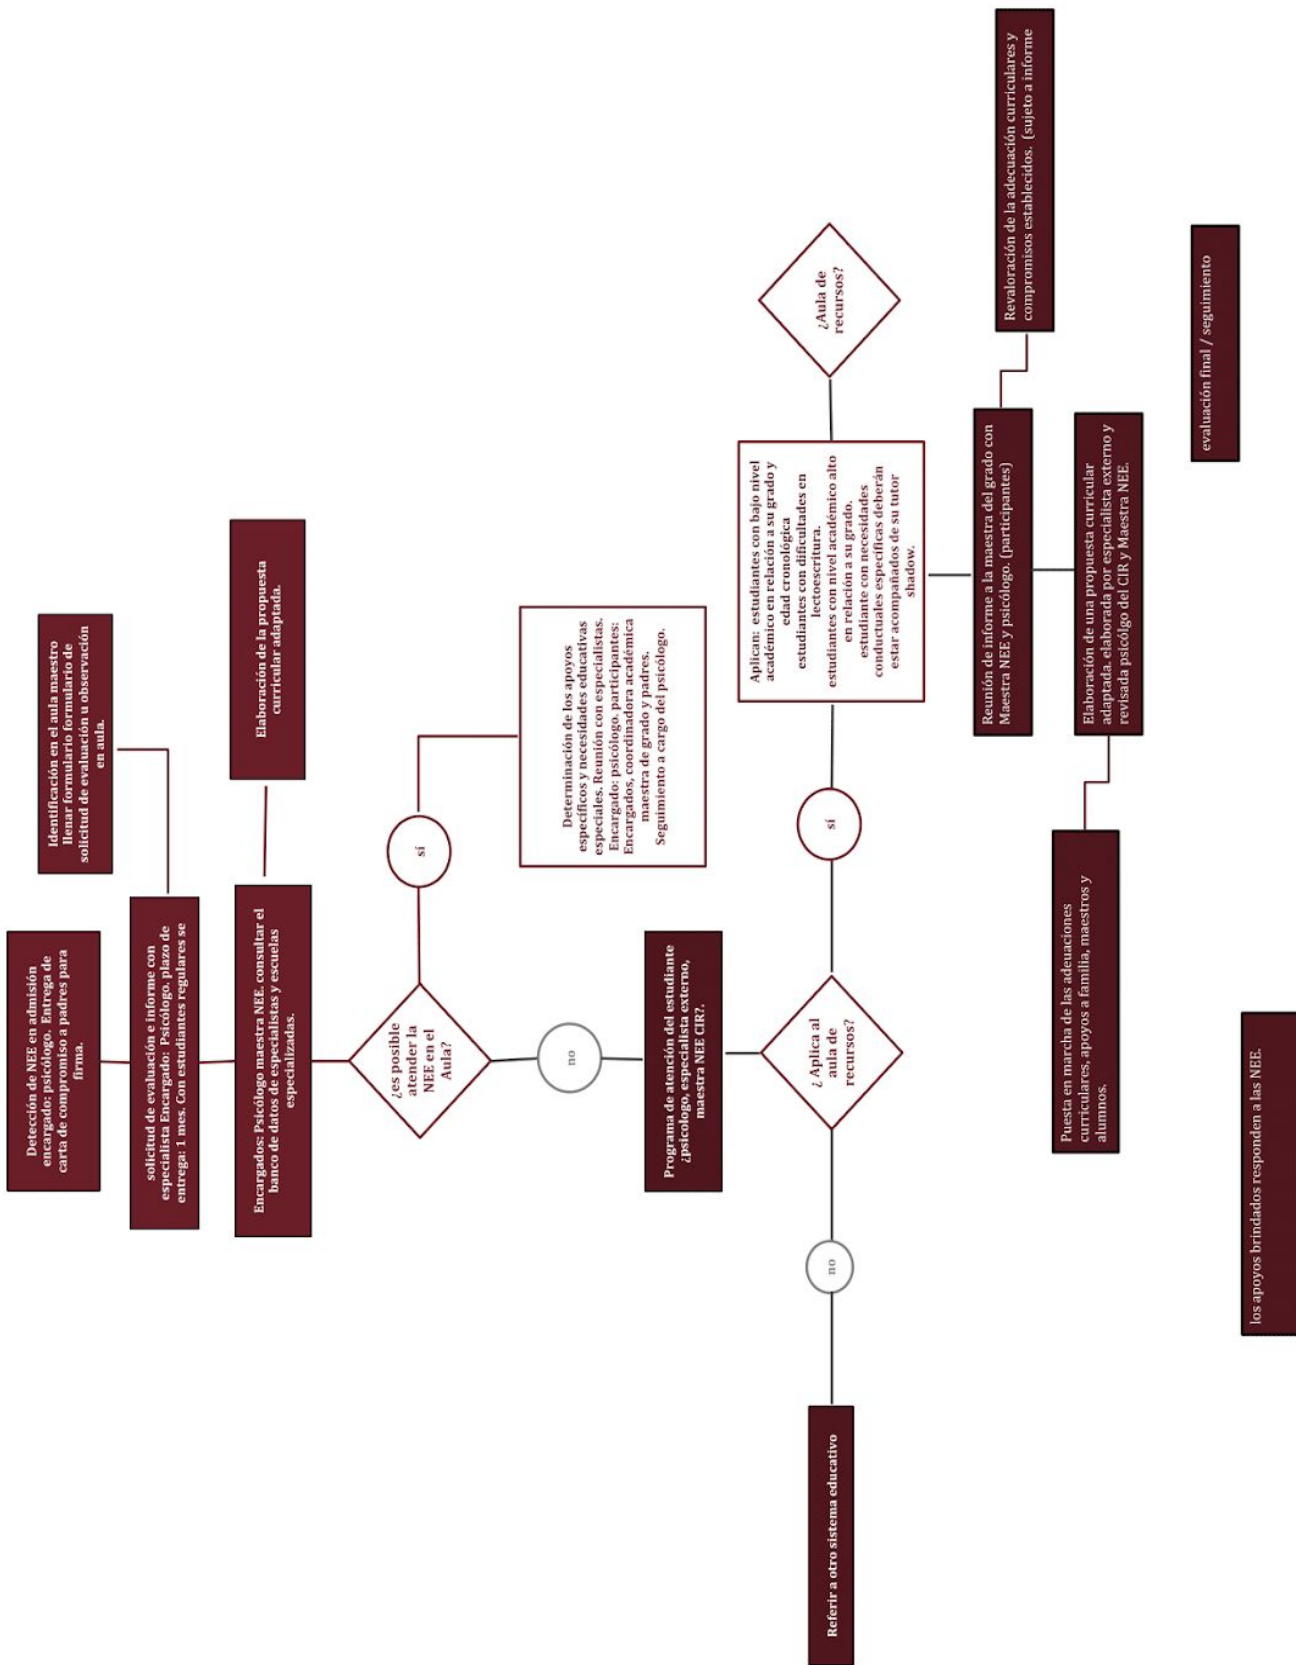 Detección de NEE en admisión
encargado: psicólogo.  Entrega de
carta de compromiso a padres para
firma.
Identificación en el aula maestro
llenar formulario formulario de
solicitud de evaluación u observación
en aula.
solicitud de evaluación e informe con
especialista Encargado:  Psicólogo. plazo de
entrega: 1 mes. Con estudiantes regulares se
Encargados: Psicólogo maestra NEE. consultar el
banco de datos de especialistas y escuelas
especializadas.
Elaboración de la propuesta
curricular adaptada.
¿es posible
atender la
NEE en el
Aula?
sí
Determinación de los apoyos
específicos y necesidades educativas
especiales. Reunión con especialistas.
Encargado: psicólogo. participantes:
Encargados, coordinadora académica
maestra de grado y padres.
Seguimiento a cargo del psicólogo.
no
Programa de atención del estudiante
¿psicologo, especialista externo,
maestra NEE CIR?.
¿ Aplica al
aula de
recursos?
no
Referir a otro sistema educativo
sí
Aplican:  estudiantes con bajo nivel
académico en relación a su grado y
edad cronológica
estudiantes con dificultades en
lectoescritura.
estudiantes con nivel académico alto
en relación a su grado.
estudiante con necesidades
conductuales específicas deberán
estar acompañados de su tutor
shadow.
¿Aula de
recursos?
Reunión de informe a la maestra del grado con
Maestra NEE y psicólogo. (participantes)
Revaloración de la adecuación curriculares y
compromisos establecidos.  (sujeto a informe
Elaboración de una propuesta curricular
adaptada. elaborada por especialista externo y
revisada psicólgo del CIR y Maestra NEE.
Puesta en marcha de las adeuaciones
curriculares, apoyos a familia, maestros y
alumnos.
evaluación final / seguimiento
los apoyos brindados responden a las NEE.